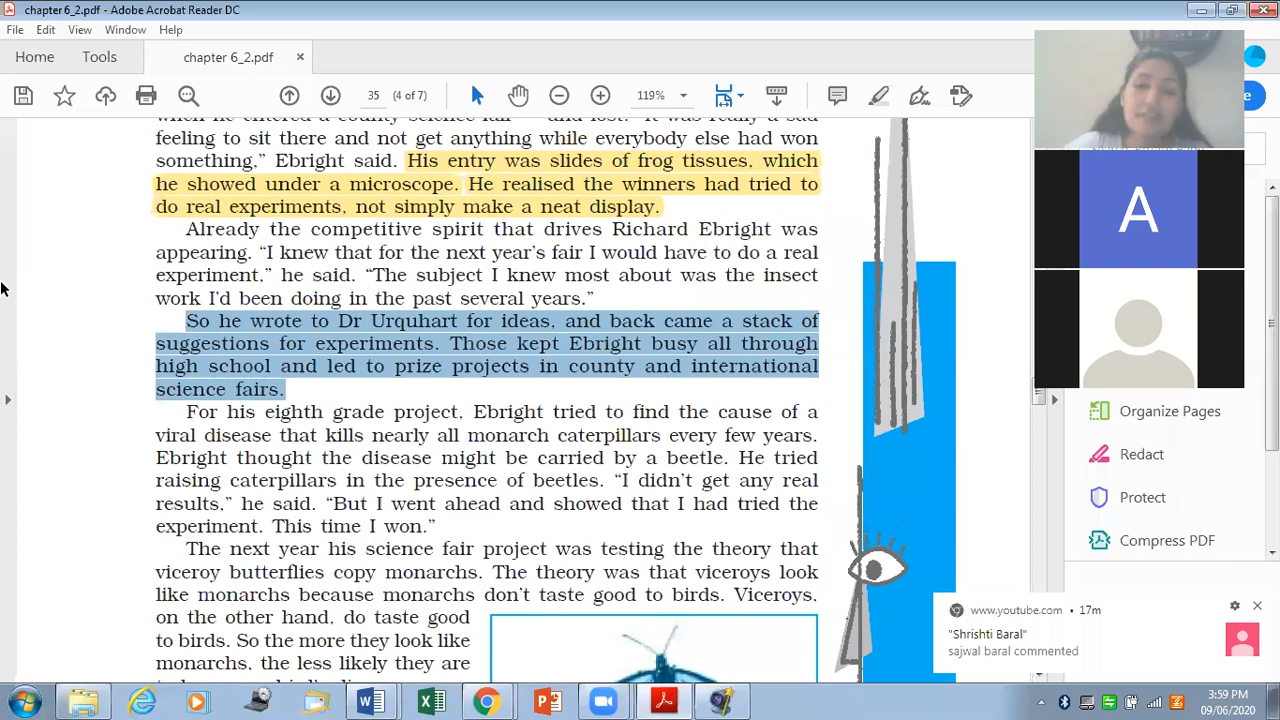 chapter 6_2.pdf - Adobe Acrobat Reader DC
File Edit View Window Help
Home Tools chapter 6_2.pdf ×
35 (4 of 7) 119%
feeling to sit there and not get anything while everybody else had won
something,” Ebright said. His entry was slides of frog tissues, which
he showed under a microscope. He realised the winners had tried to
do real experiments, not simply make a neat display.
Already the competitive spirit that drives Richard Ebright was
appearing. “I knew that for the next year’s fair I would have to do a real
experiment,” he said. “The subject I knew most about was the insect
work I’d been doing in the past several years.”
So he wrote to Dr Urquhart for ideas, and back came a stack of
suggestions for experiments. Those kept Ebright busy all through
high school and led to prize projects in county and international
science fairs.
For his eighth grade project, Ebright tried to find the cause of a
viral disease that kills nearly all monarch caterpillars every few years.
Ebright thought the disease might be carried by a beetle. He tried
raising caterpillars in the presence of beetles. “I didn’t get any real
results,” he said. “But I went ahead and showed that I had tried the
experiment. This time I won.”
The next year his science fair project was testing the theory that
viceroy butterflies copy monarchs. The theory was that viceroys look
like monarchs because monarchs don’t taste good to birds. Viceroys,
on the other hand, do taste good
to birds. So the more they look like
monarchs, the less likely they are
A
Organize Pages
Redact
Protect
Compress PDF
www.youtube.com • 17m
"Shrishti Baral"
sajwal baral commented
3:59 PM
09/06/2020